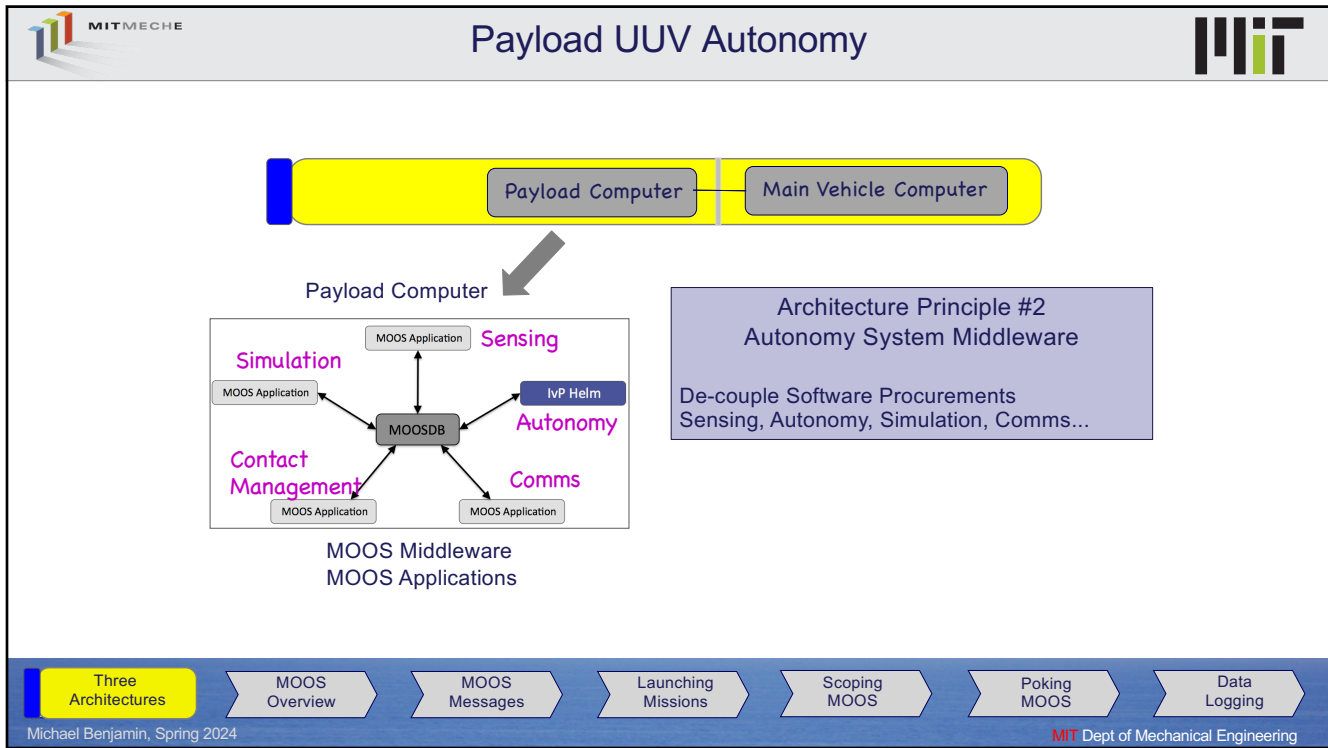 MITMECHE
Payload UUV Autonomy
MIT
Payload Computer
Main Vehicle Computer
Payload Computer
MOOS Application
Sensing
Simulation
MOOS Application
IvP Helm
MOOSDB
Autonomy
Contact
Management
Comms
MOOS Application
MOOS Application
MOOS Middleware
MOOS Applications
Architecture Principle #2
Autonomy System Middleware
De-couple Software Procurements
Sensing, Autonomy, Simulation, Comms...
Three
Architectures
MOOS
Overview
MOOS
Messages
Launching
Missions
Scoping
MOOS
Poking
MOOS
Data
Logging
Michael Benjamin, Spring 2024
MIT Dept of Mechanical Engineering